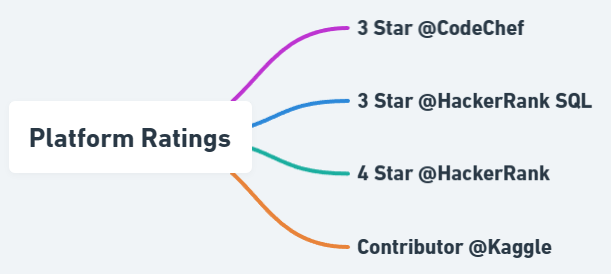 Platform Ratings
3 Star @CodeChef
3 Star @HackerRank SQL
4 Star @HackerRank
Contributor @Kaggle